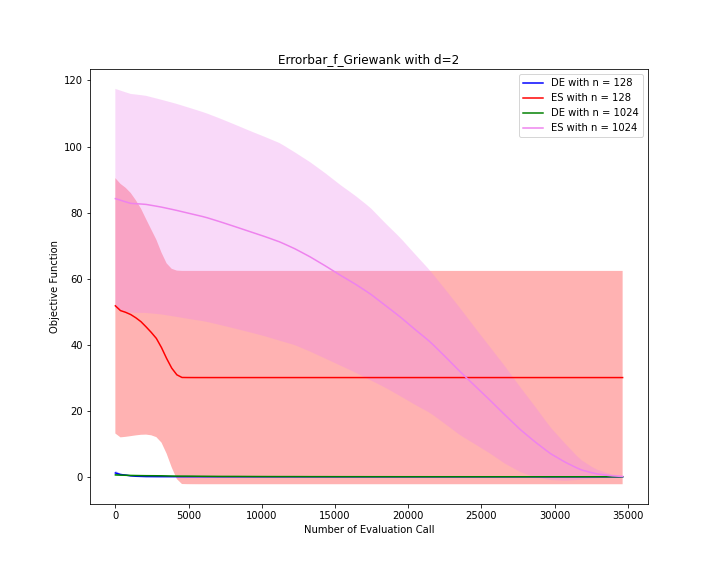 Errorbar_f_Griewank with d=2
DE with n = 128
ES with n = 128
DE with n = 1024
ES with n = 1024
Objective Function
120
100
80
60
40
20
0
0 5000 10000 15000 20000 25000 30000 35000
Number of Evaluation Call